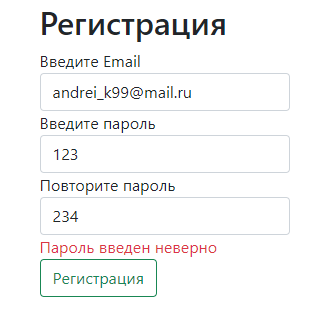 Регистрация
Введите Email
andrei_k99@mail.ru
Введите пароль
123
Повторите пароль
234
Пароль введен неверно
Регистрация